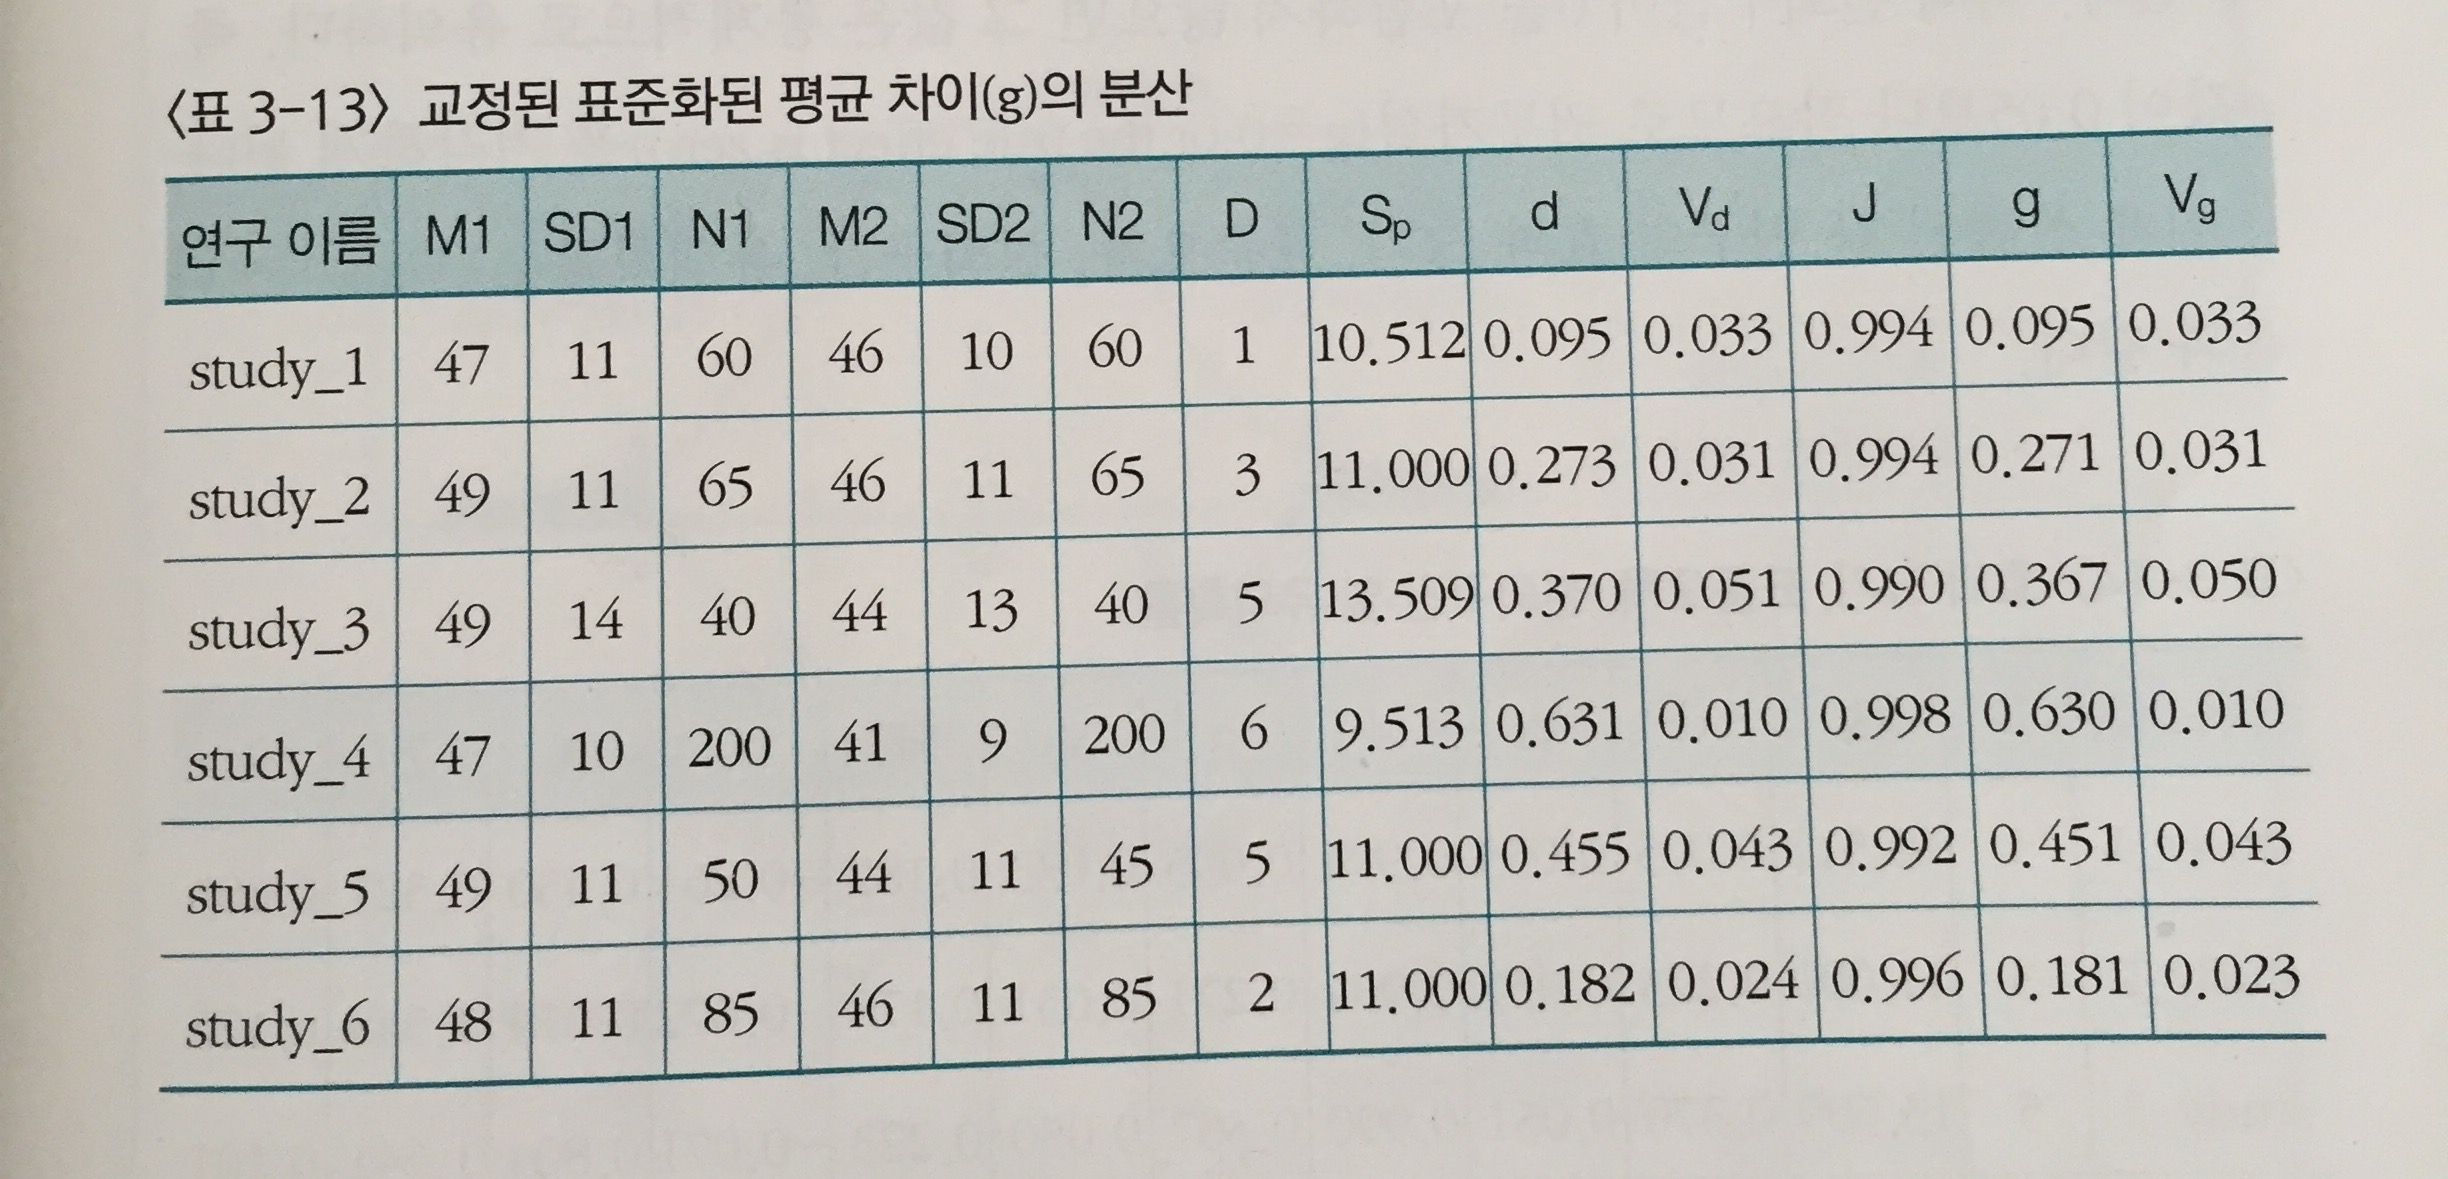 〈표 3-13〉 교정된 표준화된 평균 차이(g)의 분산
연구 이름 M1 SD1 N1 M2 SD2 N2 D Sp d Vd J g Vg
study_1 47 11 60 46 10 60 1 10.512 0.095 0.033 0.994 0.095 0.033
study_2 49 11 65 46 11 65 3 11.000 0.273 0.031 0.994 0.271 0.031
study_3 49 14 40 44 13 40 5 13.509 0.370 0.051 0.990 0.367 0.050
study_4 47 10 200 41 9 200 6 9.513 0.631 0.010 0.998 0.630 0.010
study_5 49 11 50 44 11 45 5 11.000 0.455 0.043 0.992 0.451 0.043
study_6 48 11 85 46 11 85 2 11.000 0.182 0.024 0.996 0.181 0.023